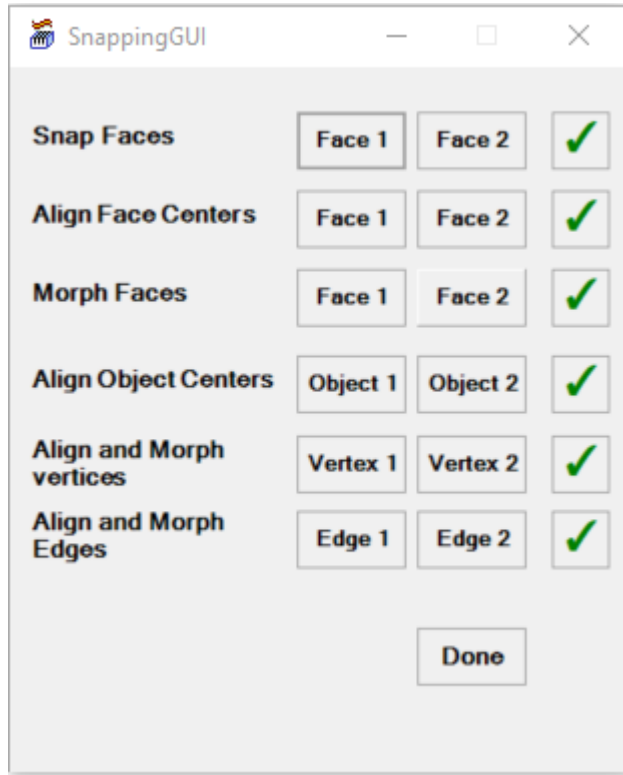 SnappingGUI
Snap Faces Face 1 Face 2
Align Face Centers Face 1 Face 2
Morph Faces Face 1 Face 2
Align Object Centers Object 1 Object 2
Align and Morph
vertices Vertex 1 Vertex 2
Align and Morph
Edges Edge 1 Edge 2
Done